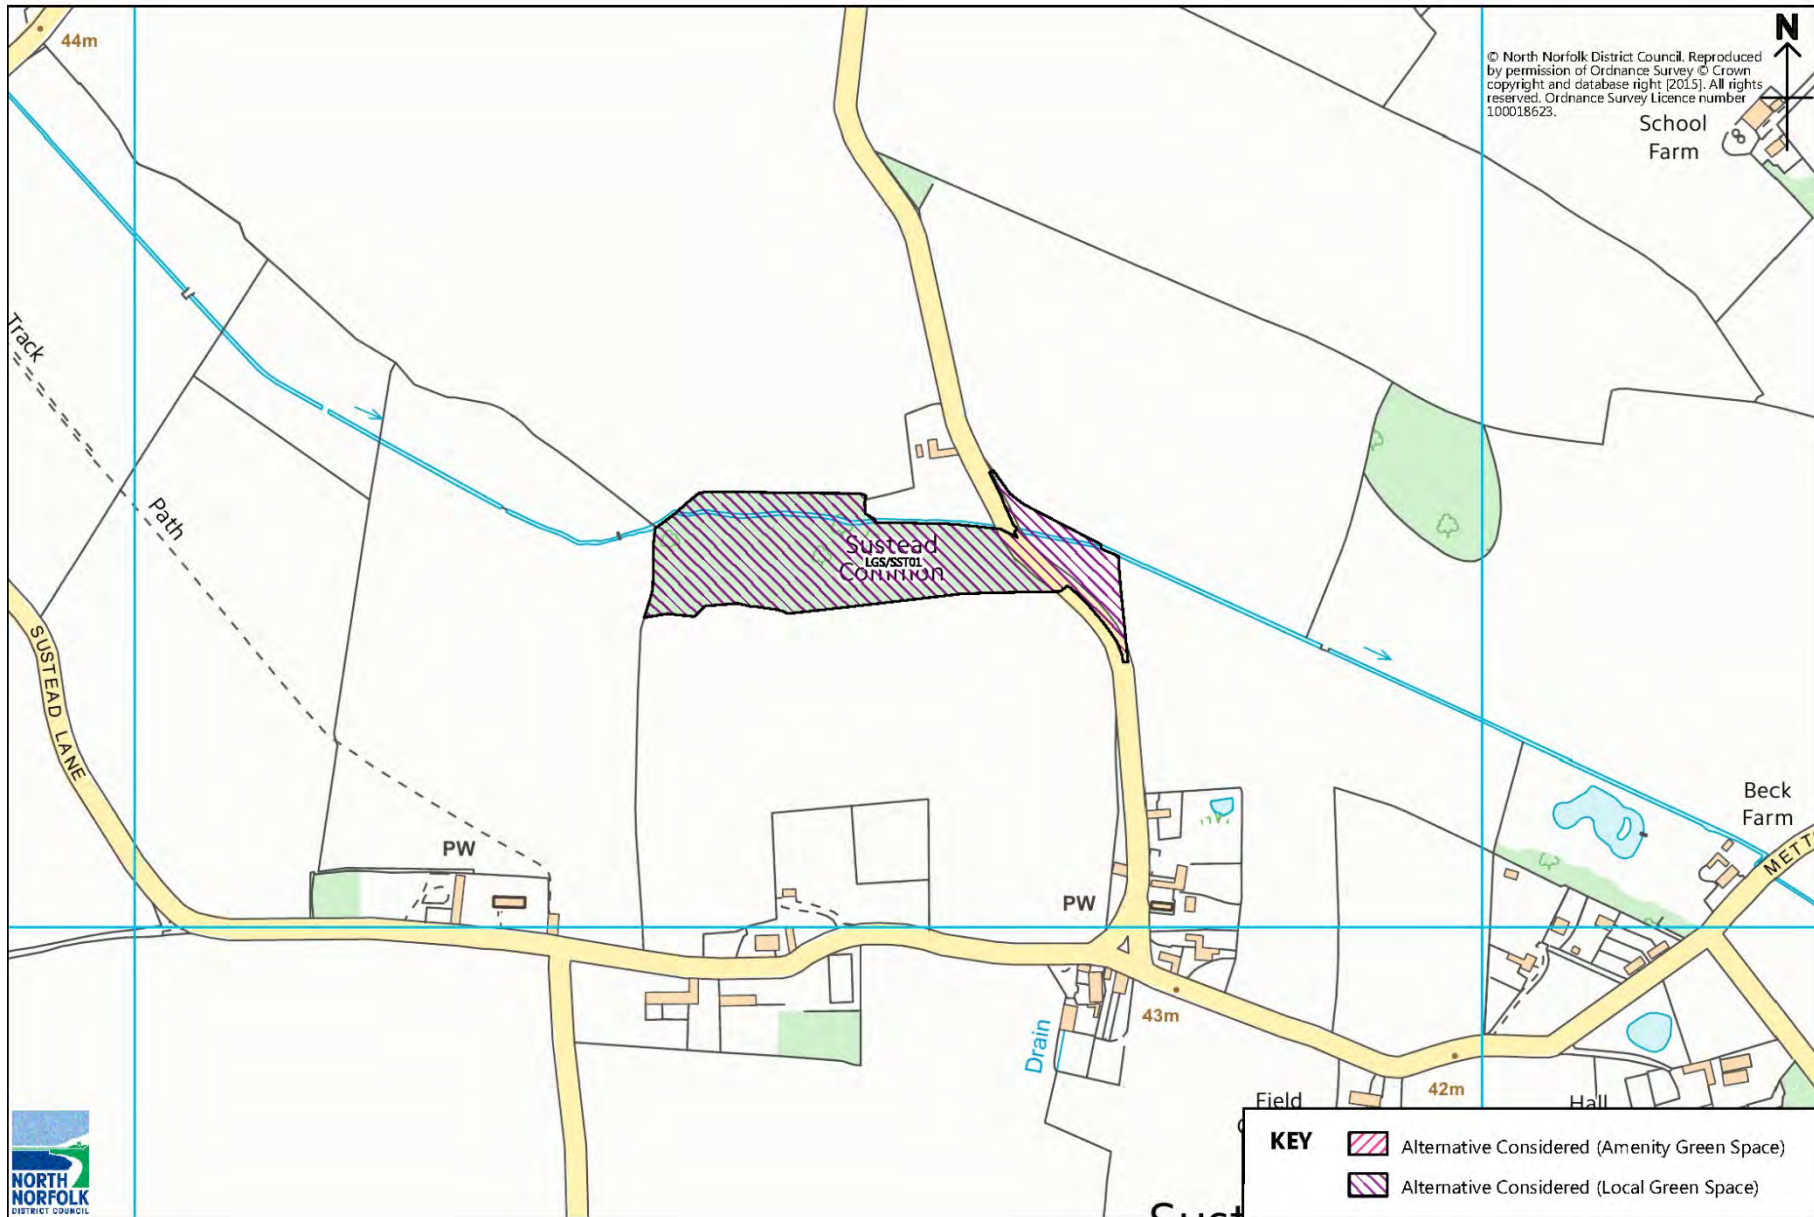 44m
N
© North Norfolk District Council. Reproduced
by permission of Ordnance Survey © Crown
copyright and database right [2015]. All rights
reserved. Ordnance Survey Licence number
100018623.
School
Farm
Track
Path
Sustead
LGS/SST01
Common
SUSTEAD LANE
Beck
Farm
PW
PW
43m
Drain
42m
Field
Hall
KEY
Alternative Considered (Amenity Green Space)
Alternative Considered (Local Green Space)
NORTH
NORFOLK
DISTRICT COUNCIL